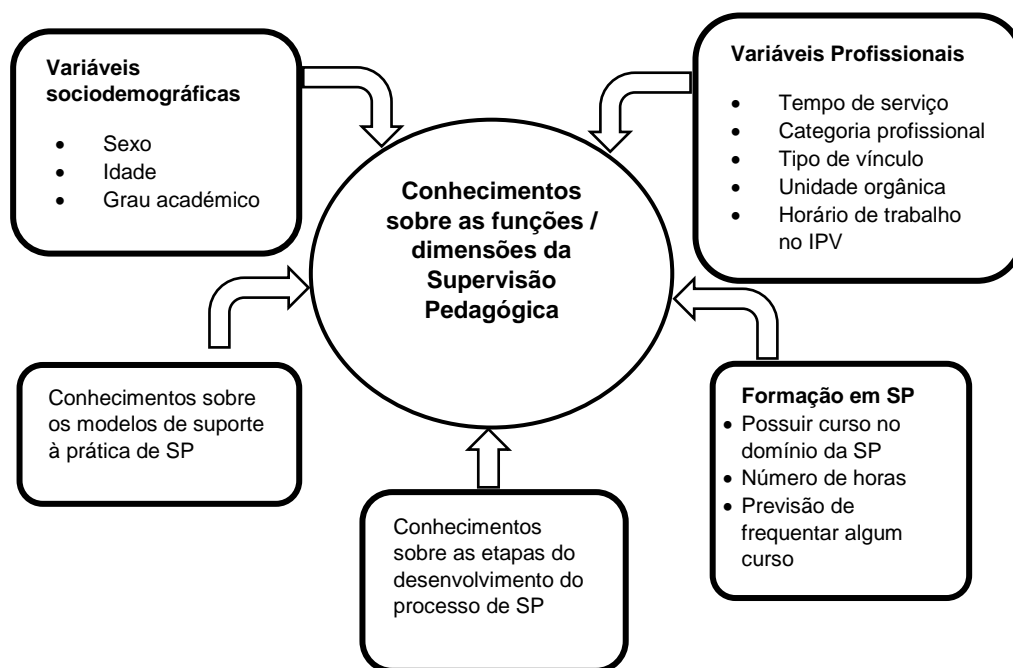 Variáveis
sociodemográficas
• Sexo
• Idade
• Grau académico
Variáveis Profissionais
• Tempo de serviço
• Categoria profissional
• Tipo de vínculo
• Unidade orgânica
• Horário de trabalho
no IPV
Conhecimentos
sobre as funções /
dimensões da
Supervisão
Pedagógica
Conhecimentos sobre
os modelos de suporte
à prática de SP
Conhecimentos
sobre as etapas do
desenvolvimento do
processo de SP
Formação em SP
• Possuir curso no
domínio da SP
• Número de horas
• Previsão de
frequentar algum
curso